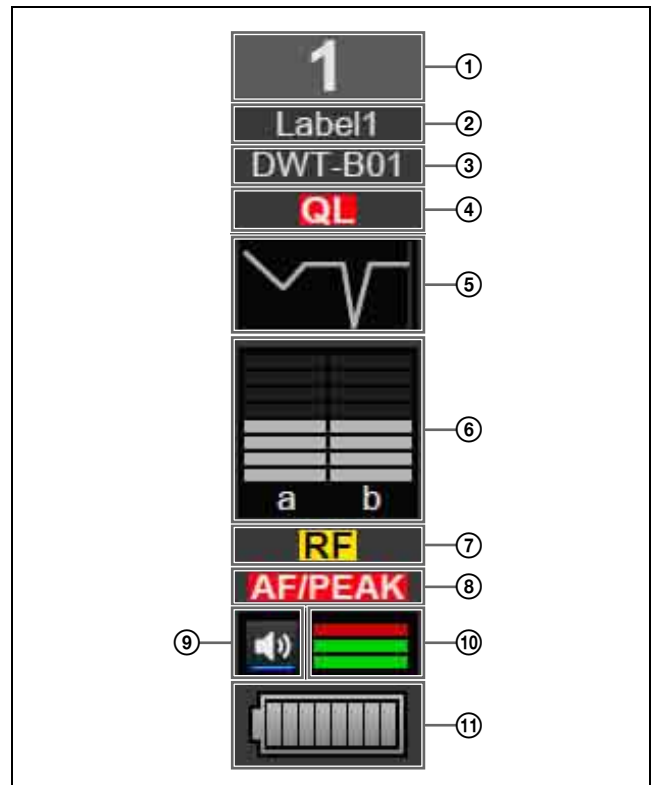 1
①
Label1
②
DWT-B01
③
QL
④
⑤
⑥
a b
RF
⑦
AF/PEAK
⑧
⑨
⑩
⑪